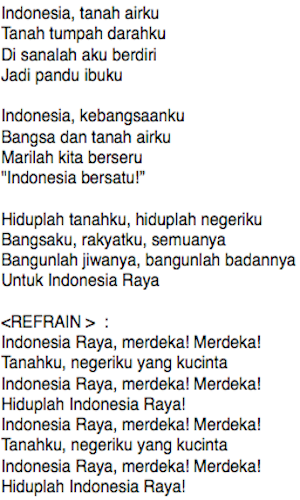 Indonesia, tanah airku
Tanah tumpah darahku
Di sanalah aku berdiri
Jadi pandu ibuku
Indonesia, kebangsaanku
Bangsa dan tanah airku
Marilah kita berseru
"Indonesia bersatu!"
Hiduplah tanahku, hiduplah negeriku
Bangsaku, rakyatku, semuanya
Bangunlah jiwanya, bangunlah badannya
Untuk Indonesia Raya
<REFRAIN > :
Indonesia Raya, merdeka! Merdeka!
Tanahku, negeriku yang kucinta
Indonesia Raya, merdeka! Merdeka!
Hiduplah Indonesia Raya!
Indonesia Raya, merdeka! Merdeka!
Tanahku, negeriku yang kucinta
Indonesia Raya, merdeka! Merdeka!
Hiduplah Indonesia Raya!